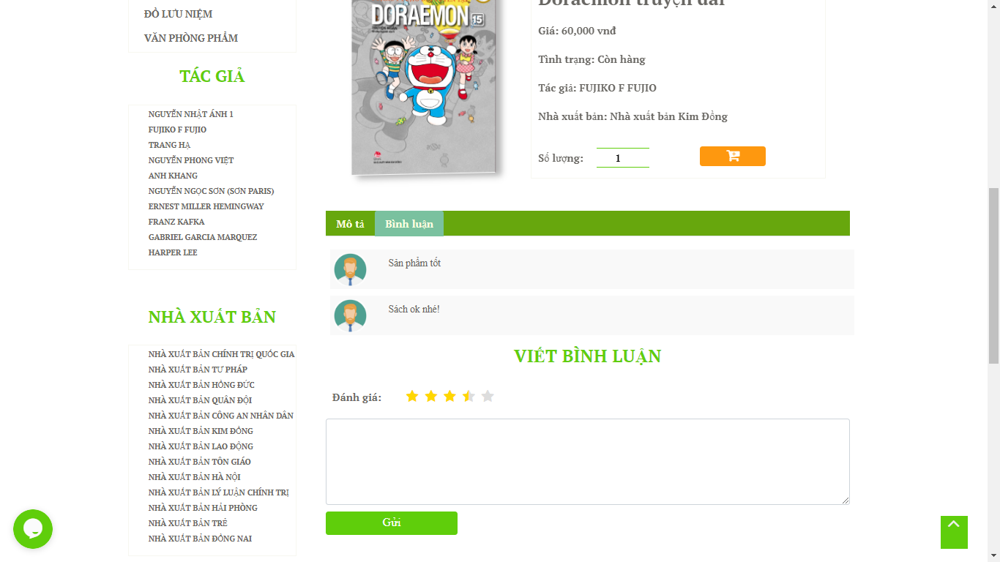 ĐỒ LƯU NIỆM
VĂN PHÒNG PHẨM
TÁC GIẢ
NGUYỄN NHẬT ÁNH 1
FUJIKO F FUJIO
TRANG HẠ
NGUYỄN PHONG VIỆT
ANH KHANG
NGUYỄN NGỌC SƠN (SƠN PARIS)
ERNEST MILLER HEMINGWAY
FRANZ KAFKA
GABRIEL GARCIA MARQUEZ
HARPER LEE
NHÀ XUẤT BẢN
NHÀ XUẤT BẢN CHÍNH TRỊ QUỐC GIA
NHÀ XUẤT BẢN TƯ PHÁP
NHÀ XUẤT BẢN HỒNG ĐỨC
NHÀ XUẤT BẢN QUÂN ĐỘI
NHÀ XUẤT BẢN CÔNG AN NHÂN DÂN
NHÀ XUẤT BẢN KIM ĐỒNG
NHÀ XUẤT BẢN LAO ĐỘNG
NHÀ XUẤT BẢN TÔN GIÁO
NHÀ XUẤT BẢN HÀ NỘI
NHÀ XUẤT BẢN LÝ LUẬN CHÍNH TRỊ
NHÀ XUẤT BẢN HẢI PHÒNG
NHÀ XUẤT BẢN TRẺ
NHÀ XUẤT BẢN ĐỒNG NAI
DORAEMON
15
Doraemon truyện dài
Giá: 60,000 vnđ
Tình trạng: Còn hàng
Tác giả: FUJIKO F FUJIO
Nhà xuất bản: Nhà xuất bản Kim Đồng
Số lượng: 1
Mô tả Bình luận
Sản phẩm tốt
Sách ok nhé!
VIẾT BÌNH LUẬN
Đánh giá:
Gửi